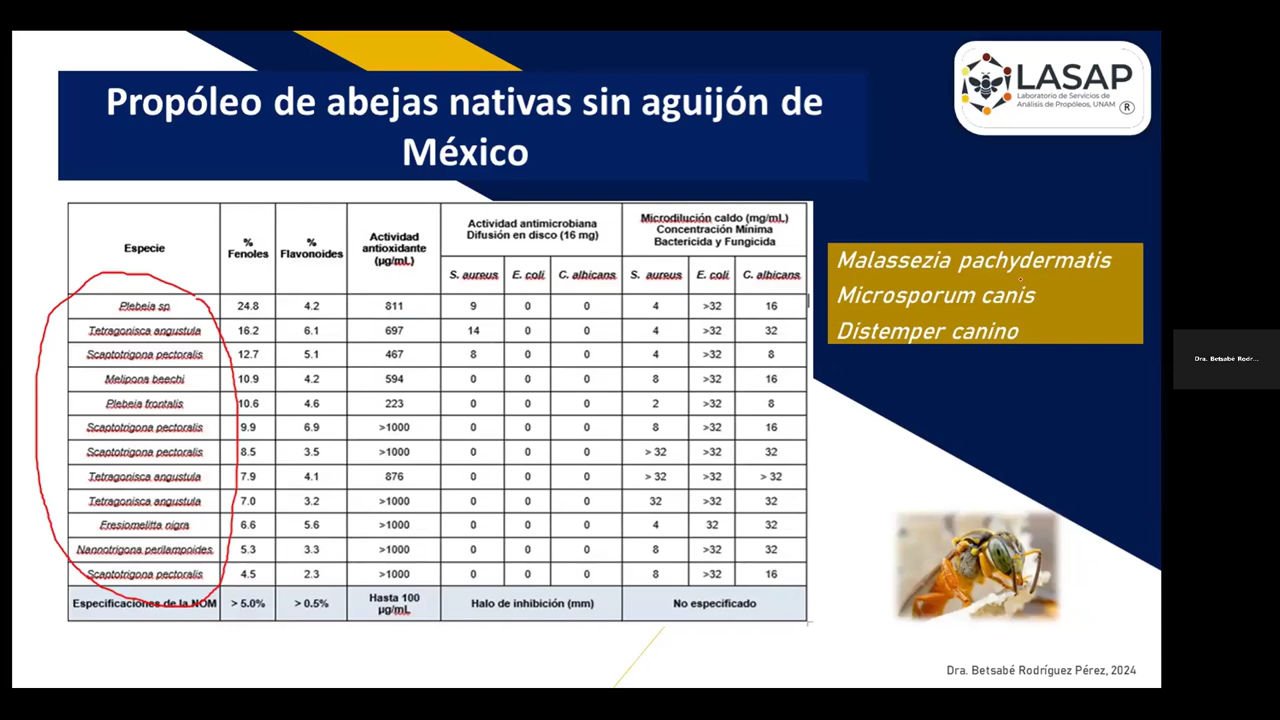 Propóleo de abejas nativas sin aguijón de
México
LASAP
Laboratorio de Servicios de
Análisis de Propóleos, UNAM
®
Especie
% Fenoles
% Flavonoides
Actividad antioxidante (µg/mL)
Actividad antimicrobiana Difusión en disco (16 mg)
Microdilución caldo (mg/mL) Concentración Mínima Bactericida y Fungicida
S. aureus E. coli C. albicans S. aureus E. coli C. albicans
Plebeia sp 24.8 4.2 811 9 0 0 4 >32 16
Tetragonisca angustula 16.2 6.1 697 14 0 0 4 >32 32
Scaptotrigona pectoralis 12.7 5.1 467 8 0 0 4 >32 8
Melipona beechi 10.9 4.2 594 0 0 0 8 >32 16
Plebeia frontalis 10.6 4.6 223 0 0 0 2 >32 8
Scaptotrigona pectoralis 9.9 6.9 >1000 0 0 0 8 >32 16
Scaptotrigona pectoralis 8.5 3.5 >1000 0 0 0 > 32 >32 32
Tetragonisca angustula 7.9 4.1 876 0 0 0 > 32 >32 > 32
Tetragonisca angustula 7.0 3.2 >1000 0 0 0 32 >32 32
Fresiomelitta nigra 6.6 5.6 >1000 0 0 0 4 32 32
Nannotrigona perilampoides 5.3 3.3 >1000 0 0 0 8 >32 32
Scaptotrigona pectoralis 4.5 2.3 >1000 0 0 0 8 >32 16
Especificaciones de la NOM > 5.0% > 0.5% Hasta 100 µg/mL Halo de inhibición (mm) No especificado
Malassezia pachydermatis
Microsporum canis
Distemper canino
Dra. Betsabé Rodr...
Dra. Betsabé Rodríguez Pérez, 2024